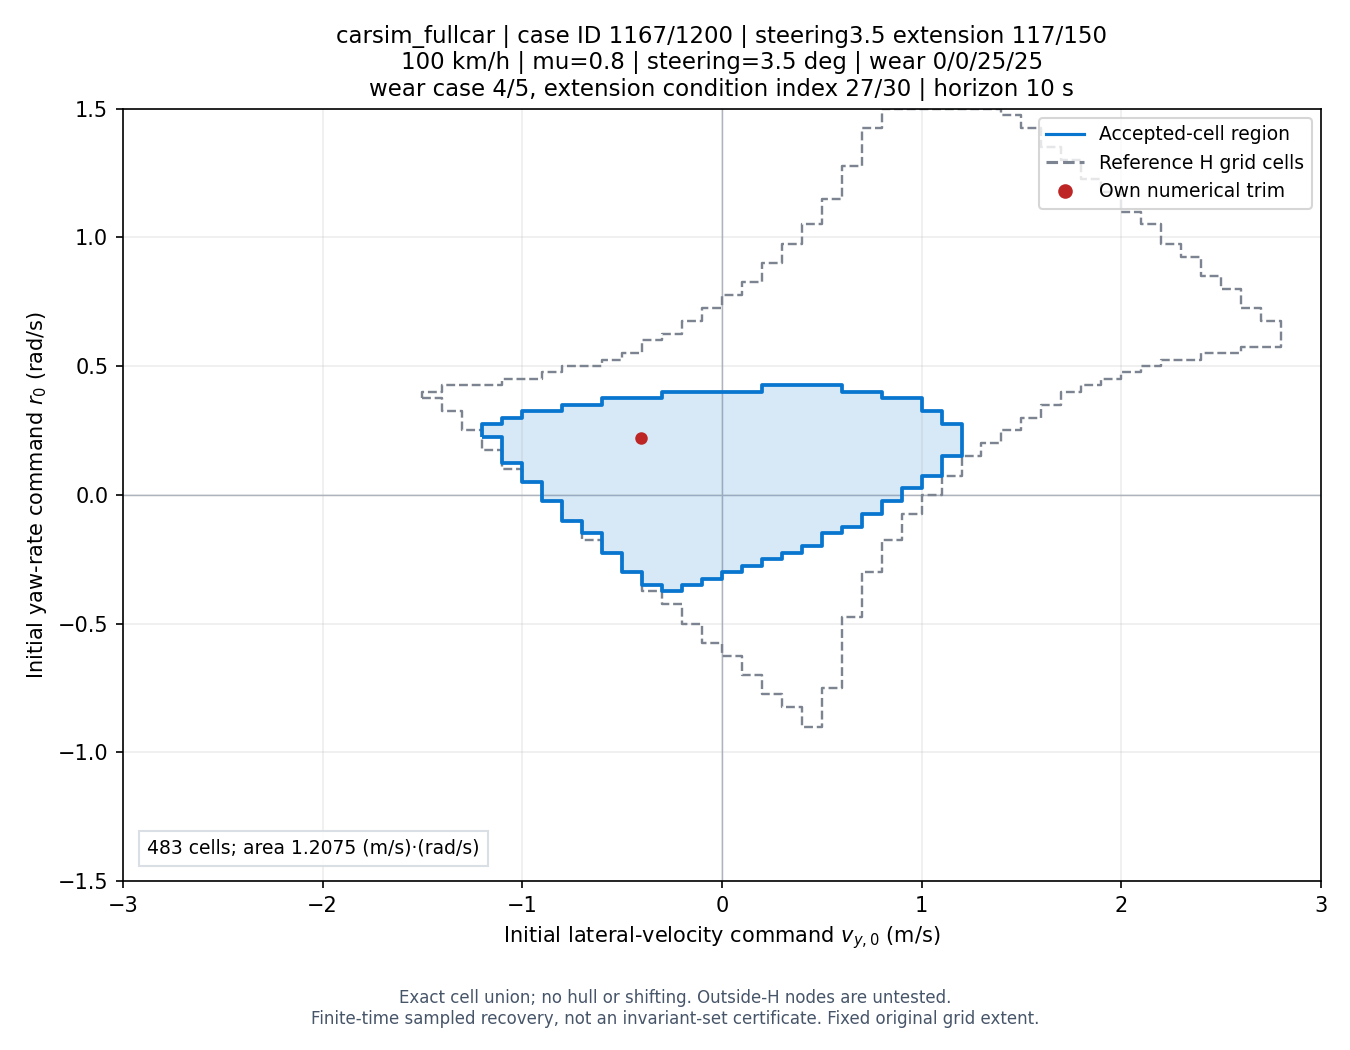 carsim_fullcar | case ID 1167/1200 | steering3.5 extension 117/150
100 km/h | mu=0.8 | steering=3.5 deg | wear 0/0/25/25
wear case 4/5, extension condition index 27/30 | horizon 10 s
Accepted-cell region
Reference H grid cells
Own numerical trim
1.5
1.0
0.5
0.0
−0.5
−1.0
−1.5
Initial yaw-rate command r₀ (rad/s)
483 cells; area 1.2075 (m/s)·(rad/s)
−3
−2
−1
0
1
2
3
Initial lateral-velocity command v_{y,0} (m/s)
Exact cell union; no hull or shifting. Outside-H nodes are untested.
Finite-time sampled recovery, not an invariant-set certificate. Fixed original grid extent.